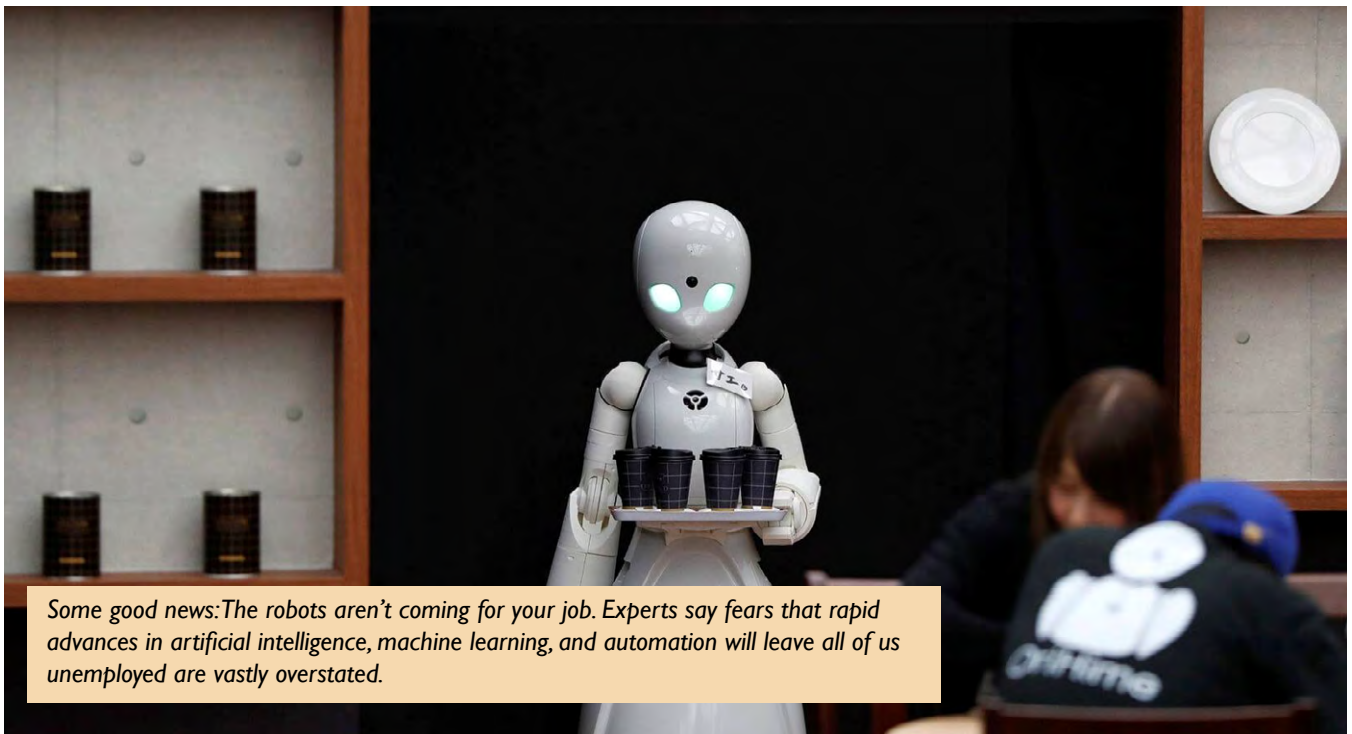 Some good news: The robots aren’t coming for your job. Experts say fears that rapid
advances in artificial intelligence, machine learning, and automation will leave all of us
unemployed are vastly overstated.
OriHime